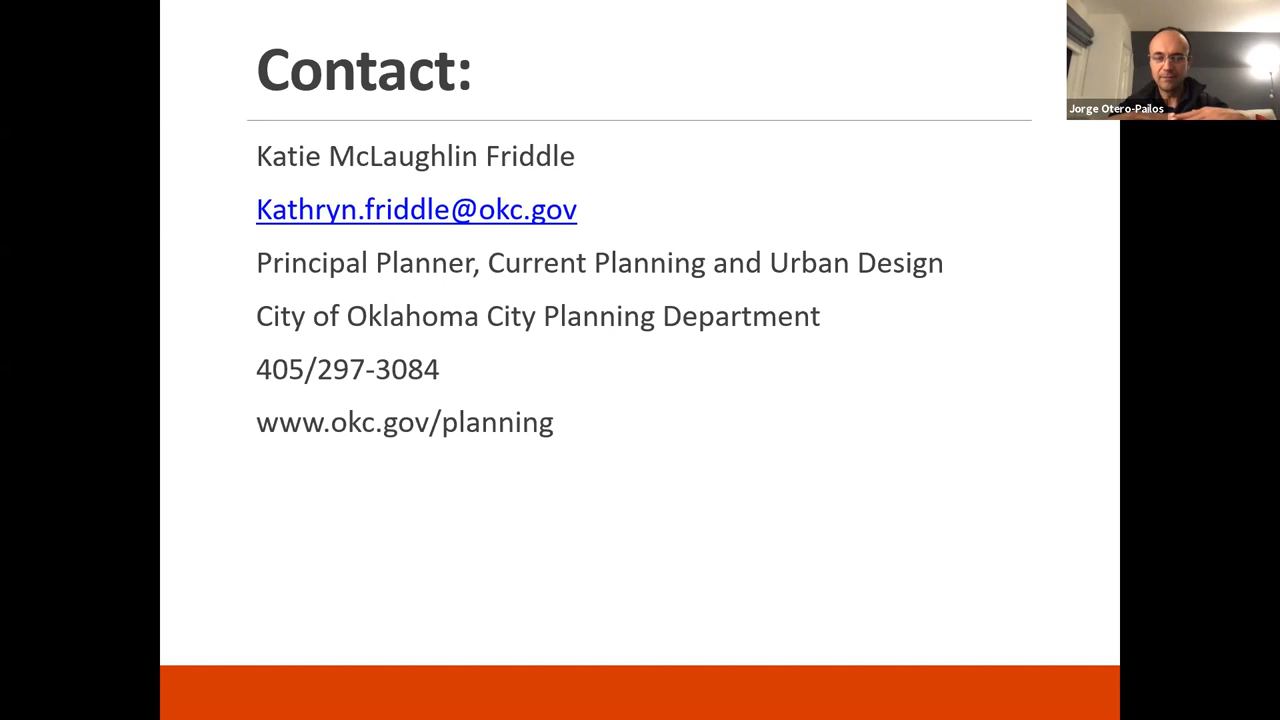 Contact:
Jorge Otero-Pailos
Katie McLaughlin Friddle
Kathryn.friddle@okc.gov
Principal Planner, Current Planning and Urban Design
City of Oklahoma City Planning Department
405/297-3084
www.okc.gov/planning